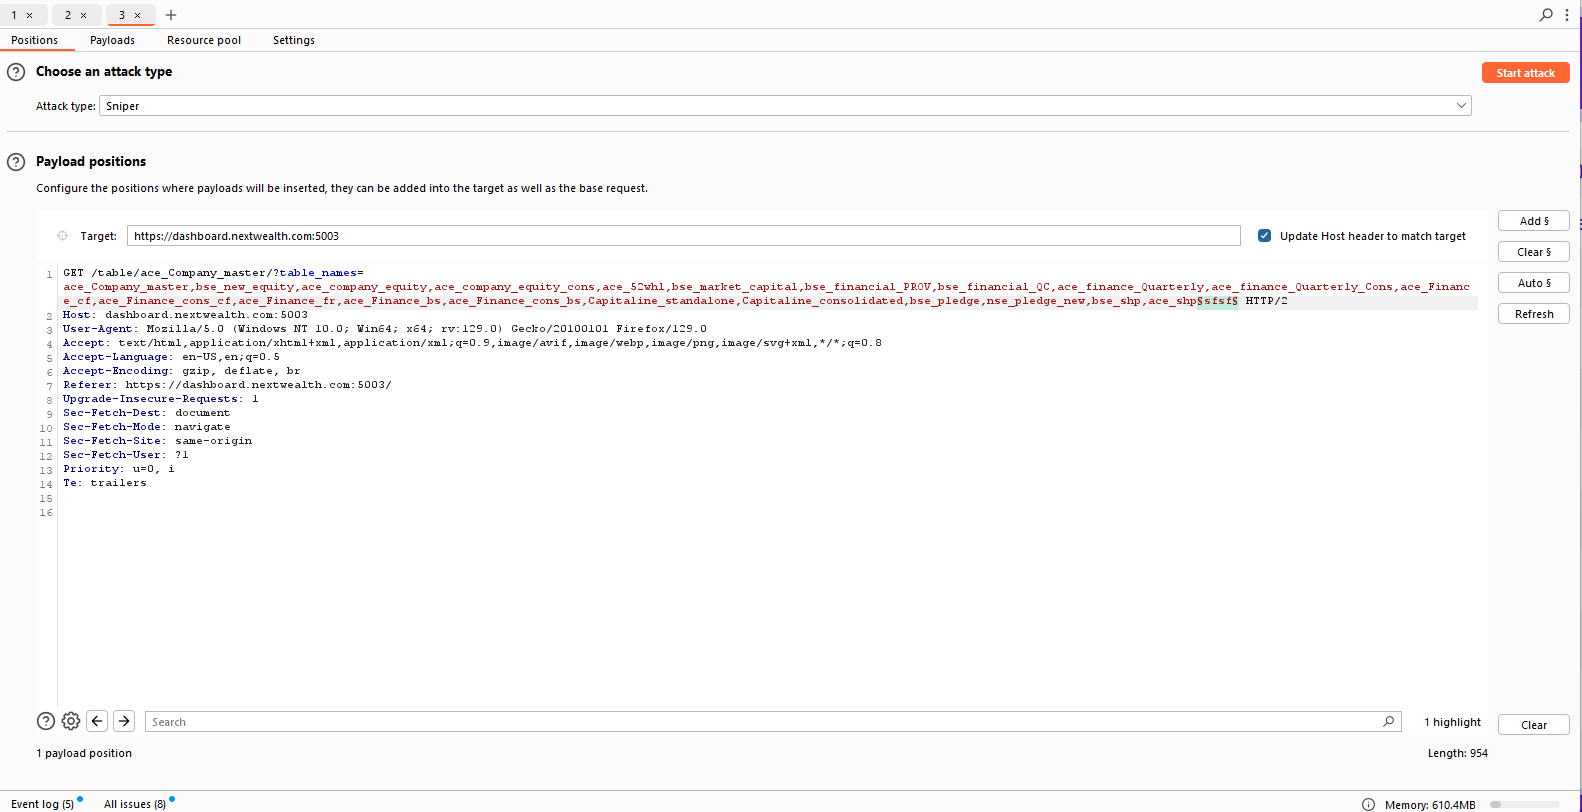 1 × 2 × 3 × +
Positions Payloads Resource pool Settings
? Choose an attack type
Start attack
Attack type: Sniper
? Payload positions
Configure the positions where payloads will be inserted, they can be added into the target as well as the base request.
Add §
Target: https://dashboard.nextwealth.com:5003
Update Host header to match target
Clear §
Auto §
Refresh
1 GET /table/ace_Company_master/?table_names=
ace_Company_master,bse_new_equity,ace_company_equity,ace_company_equity_cons,ace_52whl,bse_market_capital,bse_financial_PROV,bse_financial_QC,ace_finance_Quarterly,ace_finance_Quarterly_Cons,ace_Financ
e_cf,ace_Finance_cons_cf,ace_Finance_fr,ace_Finance_bs,ace_Finance_cons_bs,Capitaline_standalone,Capitaline_consolidated,bse_pledge,nse_pledge_new,bse_shp,ace_shp§sfsf§ HTTP/2
2 Host: dashboard.nextwealth.com:5003
3 User-Agent: Mozilla/5.0 (Windows NT 10.0; Win64; x64; rv:129.0) Gecko/20100101 Firefox/129.0
4 Accept: text/html,application/xhtml+xml,application/xml;q=0.9,image/avif,image/webp,image/png,image/svg+xml,*/*;q=0.8
5 Accept-Language: en-US,en;q=0.5
6 Accept-Encoding: gzip, deflate, br
7 Referer: https://dashboard.nextwealth.com:5003/
8 Upgrade-Insecure-Requests: 1
9 Sec-Fetch-Dest: document
10 Sec-Fetch-Mode: navigate
11 Sec-Fetch-Site: same-origin
12 Sec-Fetch-User: ?1
13 Priority: u=0, i
14 Te: trailers
15
16
? Search 1 highlight Clear
1 payload position Length: 954
Event log (5) All issues (8) Memory: 610.4MB